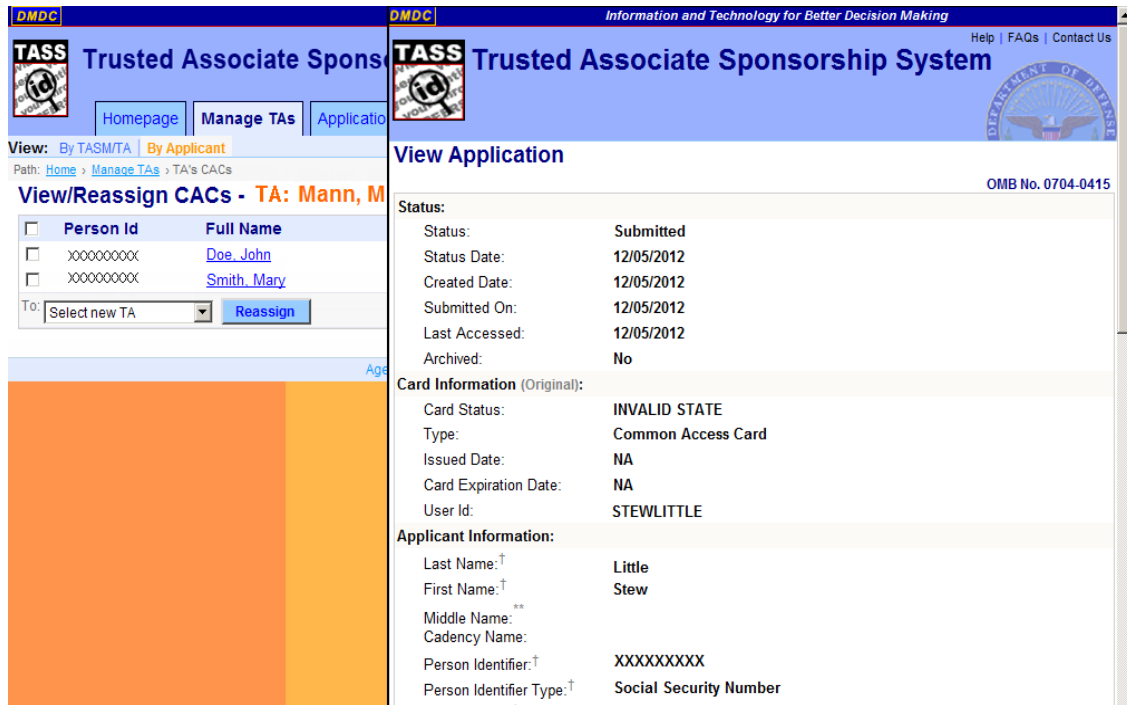 DMDC
TASS
Trusted Associate Sponso
Homepage
Manage TAs
Applicatio
View: By TASM/TA | By Applicant
Path: Home > Manage TAs > TA's CACs
View/Reassign CACs - TA: Mann, M
Person Id Full Name
XXXXXXXXX Doe, John
XXXXXXXXX Smith, Mary
To: Select new TA Reassign
Age
DMDC Information and Technology for Better Decision Making
Help | FAQs | Contact Us
TASS
Trusted Associate Sponsorship System
DEPARTMENT OF DEFENSE
View Application
OMB No. 0704-0415
Status:
Status: Submitted
Status Date: 12/05/2012
Created Date: 12/05/2012
Submitted On: 12/05/2012
Last Accessed: 12/05/2012
Archived: No
Card Information (Original):
Card Status: INVALID STATE
Type: Common Access Card
Issued Date: NA
Card Expiration Date: NA
User Id: STEWLITTLE
Applicant Information:
Last Name:† Little
First Name:† Stew
Middle Name:**
Cadency Name:
Person Identifier:† XXXXXXXXX
Person Identifier Type:† Social Security Number